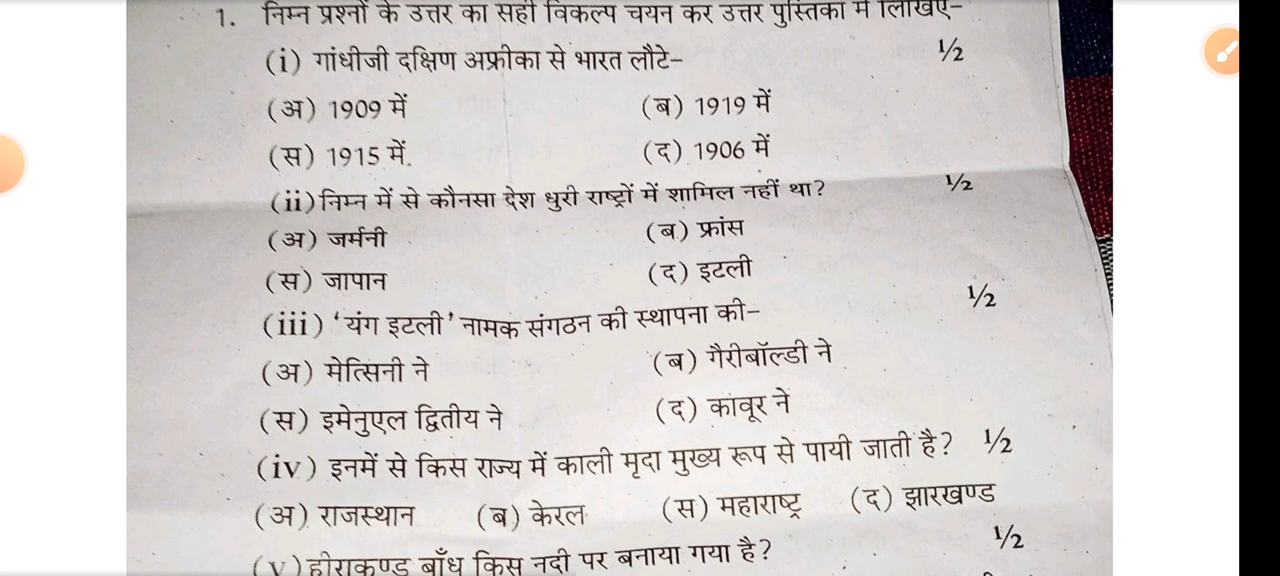 1. निम्न प्रश्नों के उत्तर का सही विकल्प चयन कर उत्तर पुस्तिका में लिखिए-
(i) गांधीजी दक्षिण अफ्रीका से भारत लौटे- 1/2
(अ) 1909 में (ब) 1919 में
(स) 1915 में. (द) 1906 में
(ii) निम्न में से कौनसा देश धुरी राष्ट्रों में शामिल नहीं था? 1/2
(अ) जर्मनी (ब) फ्रांस
(स) जापान (द) इटली
(iii) 'यंग इटली' नामक संगठन की स्थापना की- 1/2
(अ) मेत्सिनी ने (ब) गैरीबॉल्डी ने
(स) इमेनुएल द्वितीय ने (द) कावूर ने
(iv) इनमें से किस राज्य में काली मृदा मुख्य रूप से पायी जाती है? 1/2
(अ) राजस्थान (ब) केरल (स) महाराष्ट्र (द) झारखण्ड
(v) हीराकुण्ड बाँध किस नदी पर बनाया गया है? 1/2